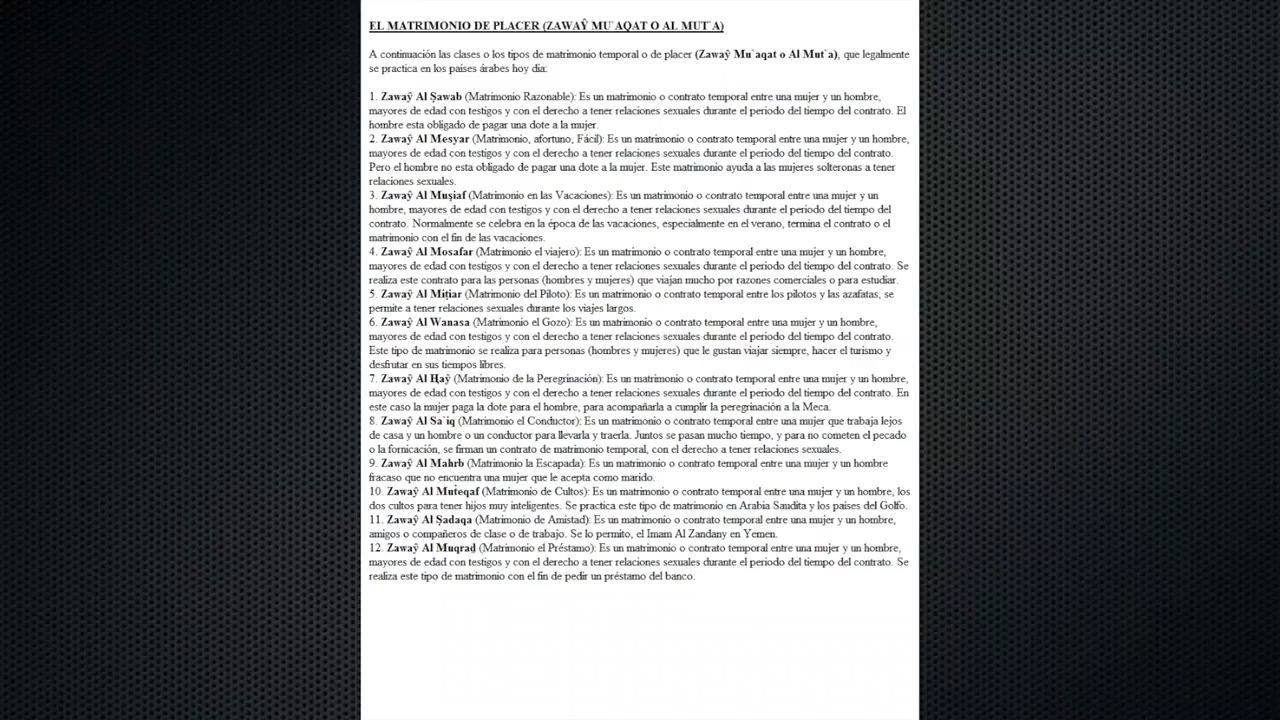 EL MATRIMONIO DE PLACER (ZAWAŶ MU`AQAT O AL MUT`A)
A continuación las clases o los tipos de matrimonio temporal o de placer (Zawaŷ Mu`aqat o Al Mut`a), que legalmente
se practica en los países árabes hoy día:
1. Zawaŷ Al Ṣawab (Matrimonio Razonable): Es un matrimonio o contrato temporal entre una mujer y un hombre,
mayores de edad con testigos y con el derecho a tener relaciones sexuales durante el periodo del tiempo del contrato. El
hombre esta obligado de pagar una dote a la mujer.
2. Zawaŷ Al Mesyar (Matrimonio, afortuno, Fácil): Es un matrimonio o contrato temporal entre una mujer y un hombre,
mayores de edad con testigos y con el derecho a tener relaciones sexuales durante el periodo del tiempo del contrato.
Pero el hombre no esta obligado de pagar una dote a la mujer. Este matrimonio ayuda a las mujeres solteronas a tener
relaciones sexuales.
3. Zawaŷ Al Muṣiaf (Matrimonio en las Vacaciones): Es un matrimonio o contrato temporal entre una mujer y un
hombre, mayores de edad con testigos y con el derecho a tener relaciones sexuales durante el periodo del tiempo del
contrato. Normalmente se celebra en la época de las vacaciones, especialmente en el verano, termina el contrato o el
matrimonio con el fin de las vacaciones.
4. Zawaŷ Al Mosafar (Matrimonio el viajero): Es un matrimonio o contrato temporal entre una mujer y un hombre,
mayores de edad con testigos y con el derecho a tener relaciones sexuales durante el periodo del tiempo del contrato. Se
realiza este contrato para las personas (hombres y mujeres) que viajan mucho por razones comerciales o para estudiar.
5. Zawaŷ Al Miṭiar (Matrimonio del Piloto): Es un matrimonio o contrato temporal entre los pilotos y las azafatas, se
permite a tener relaciones sexuales durante los viajes largos.
6. Zawaŷ Al Wanasa (Matrimonio el Gozo): Es un matrimonio o contrato temporal entre una mujer y un hombre,
mayores de edad con testigos y con el derecho a tener relaciones sexuales durante el periodo del tiempo del contrato.
Este tipo de matrimonio se realiza para personas (hombres y mujeres) que le gustan viajar siempre, hacer el turismo y
desfrutar en sus tiempos libres.
7. Zawaŷ Al Ḥaŷ (Matrimonio de la Peregrinación): Es un matrimonio o contrato temporal entre una mujer y un hombre,
mayores de edad con testigos y con el derecho a tener relaciones sexuales durante el periodo del tiempo del contrato. En
este caso la mujer paga la dote para el hombre, para acompañarla a cumplir la peregrinación a la Meca.
8. Zawaŷ Al Sa`iq (Matrimonio el Conductor): Es un matrimonio o contrato temporal entre una mujer que trabaja lejos
de casa y un hombre o un conductor para llevarla y traerla. Juntos se pasan mucho tiempo, y para no cometen el pecado
o la fornicación, se firman un contrato de matrimonio temporal, con el derecho a tener relaciones sexuales.
9. Zawaŷ Al Mahrb (Matrimonio la Escapada): Es un matrimonio o contrato temporal entre una mujer y un hombre
fracaso que no encuentra una mujer que le acepta como marido.
10. Zawaŷ Al Muṫeqaf (Matrimonio de Cultos): Es un matrimonio o contrato temporal entre una mujer y un hombre, los
dos cultos para tener hijos muy inteligentes. Se practica este tipo de matrimonio en Arabia Saudita y los países del Golfo.
11. Zawaŷ Al Ṣadaqa (Matrimonio de Amistad): Es un matrimonio o contrato temporal entre una mujer y un hombre,
amigos o compañeros de clase o de trabajo. Se lo permito, el Imam Al Zandany en Yemen.
12. Zawaŷ Al Muqraḍ (Matrimonio el Préstamo): Es un matrimonio o contrato temporal entre una mujer y un hombre,
mayores de edad con testigos y con el derecho a tener relaciones sexuales durante el periodo del tiempo del contrato. Se
realiza este tipo de matrimonio con el fin de pedir un préstamo del banco.